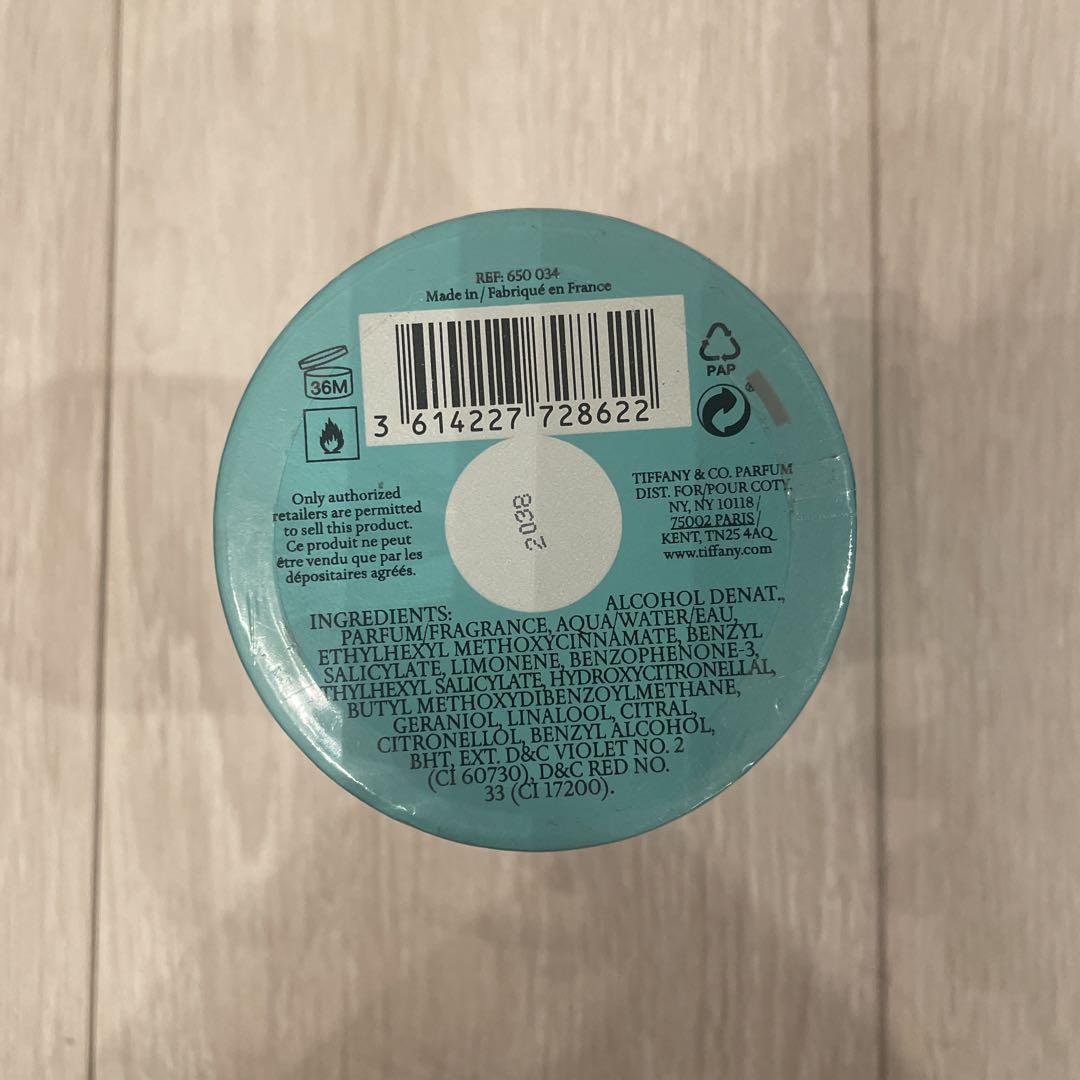 REF: 650 034
Made in / Fabriqué en France
3 614227 728622
36M
PAP
Only authorized
retailers are permitted
to sell this product.
Ce produit ne peut
être vendu que par les
dépositaires agréés.
2038
TIFFANY & CO. PARFUM
DIST. FOR/POUR COTY,
NY, NY 10118 /
75002 PARIS /
KENT, TN25 4AQ
www.tiffany.com
INGREDIENTS: ALCOHOL DENAT.,
PARFUM/FRAGRANCE, AQUA/WATER/EAU,
ETHYLHEXYL METHOXYCINNAMATE, BENZYL
SALICYLATE, LIMONENE, BENZOPHENONE-3,
THYLHEXYL SALICYLATE, HYDROXYCITRONELLAL,
BUTYL METHOXYDIBENZOYLMETHANE,
GERANIOL, LINALOOL, CITRAL,
CITRONELLOL, BENZYL ALCOHOL,
BHT, EXT. D&C VIOLET NO. 2
(CI 60730), D&C RED NO.
33 (CI 17200).